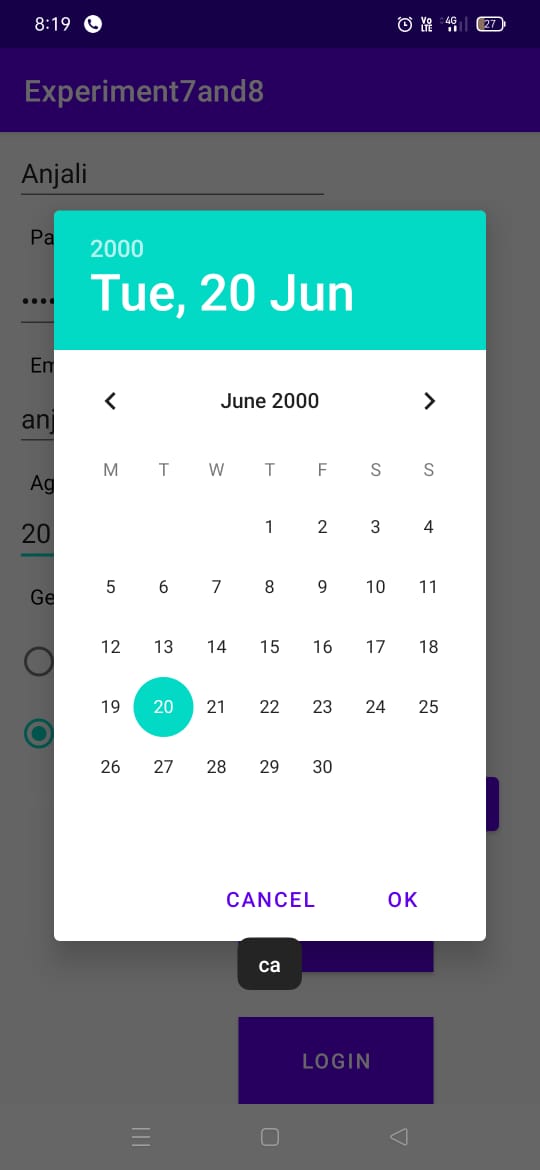 8:19 Vo LTE 4G 27
Experiment7and8
Anjali
Pa
2000
Tue, 20 Jun
••••
Em
June 2000
anj
M T W T F S S
Ag
20
1 2 3 4
5 6 7 8 9 10 11
Ge
12 13 14 15 16 17 18
19 20 21 22 23 24 25
26 27 28 29 30
CANCEL OK
ca
LOGIN